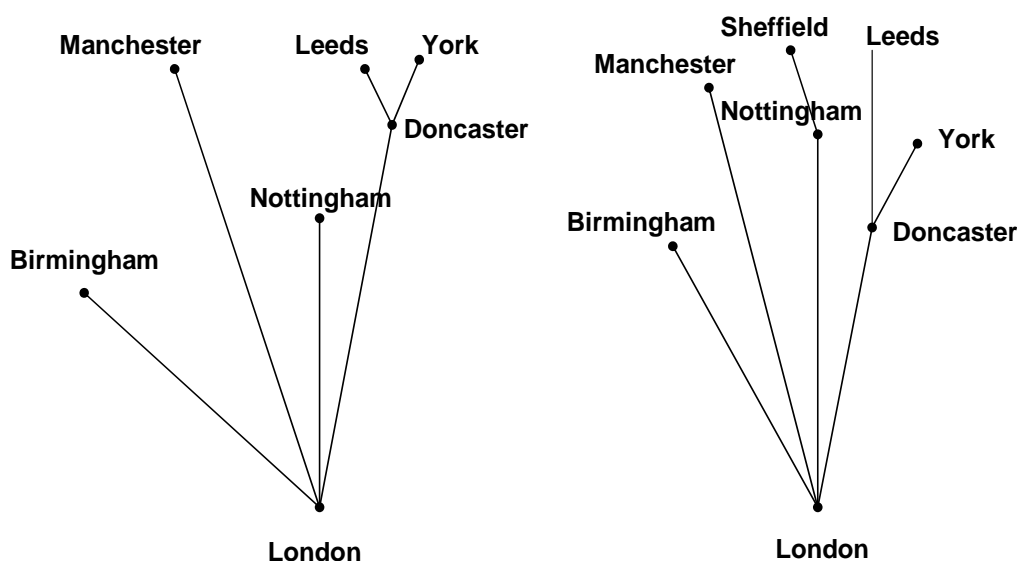 Manchester
Leeds
York
Doncaster
Nottingham
Birmingham
London
Sheffield
Leeds
Manchester
Nottingham
York
Birmingham
Doncaster
London